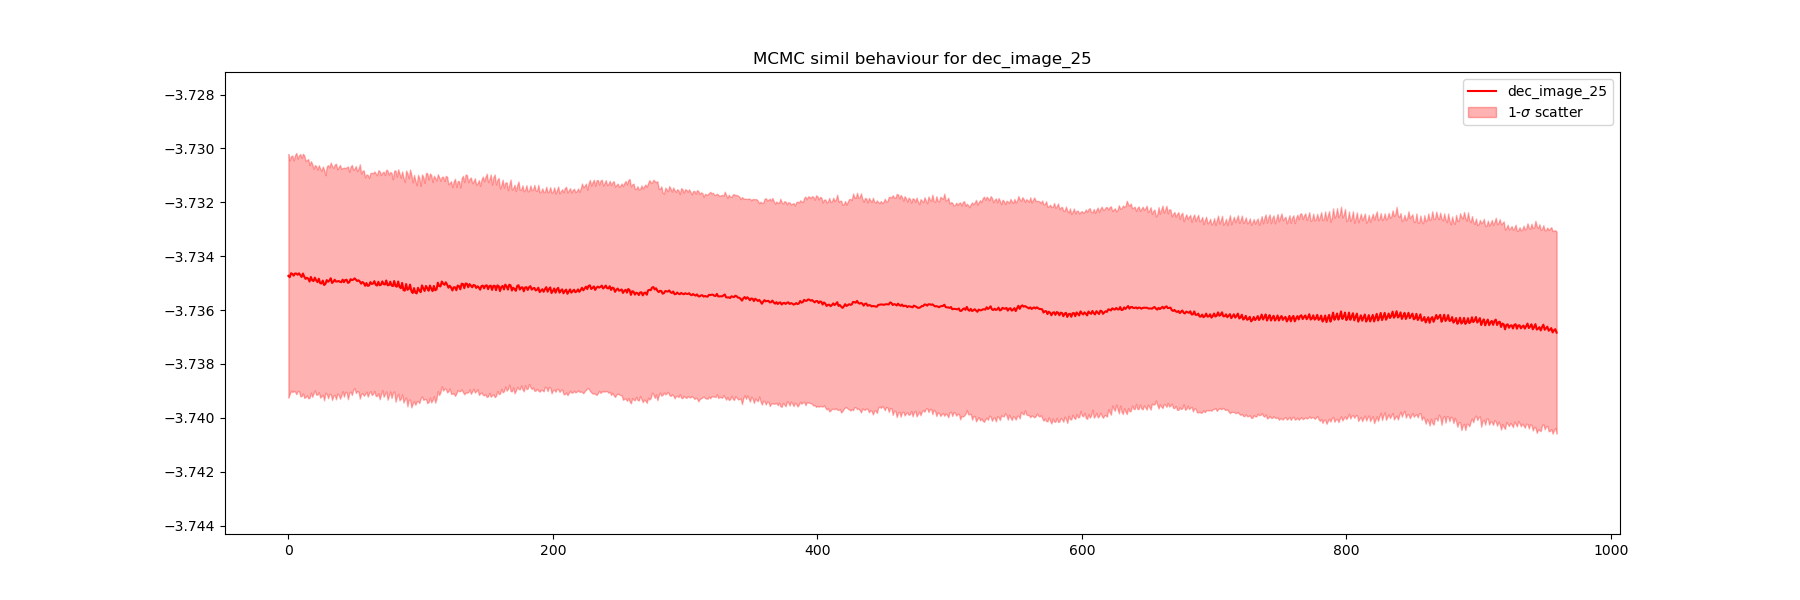 MCMC simil behaviour for dec_image_25
dec_image_25
1-σ scatter
−3.728
−3.730
−3.732
−3.734
−3.736
−3.738
−3.740
−3.742
−3.744
0 200 400 600 800 1000